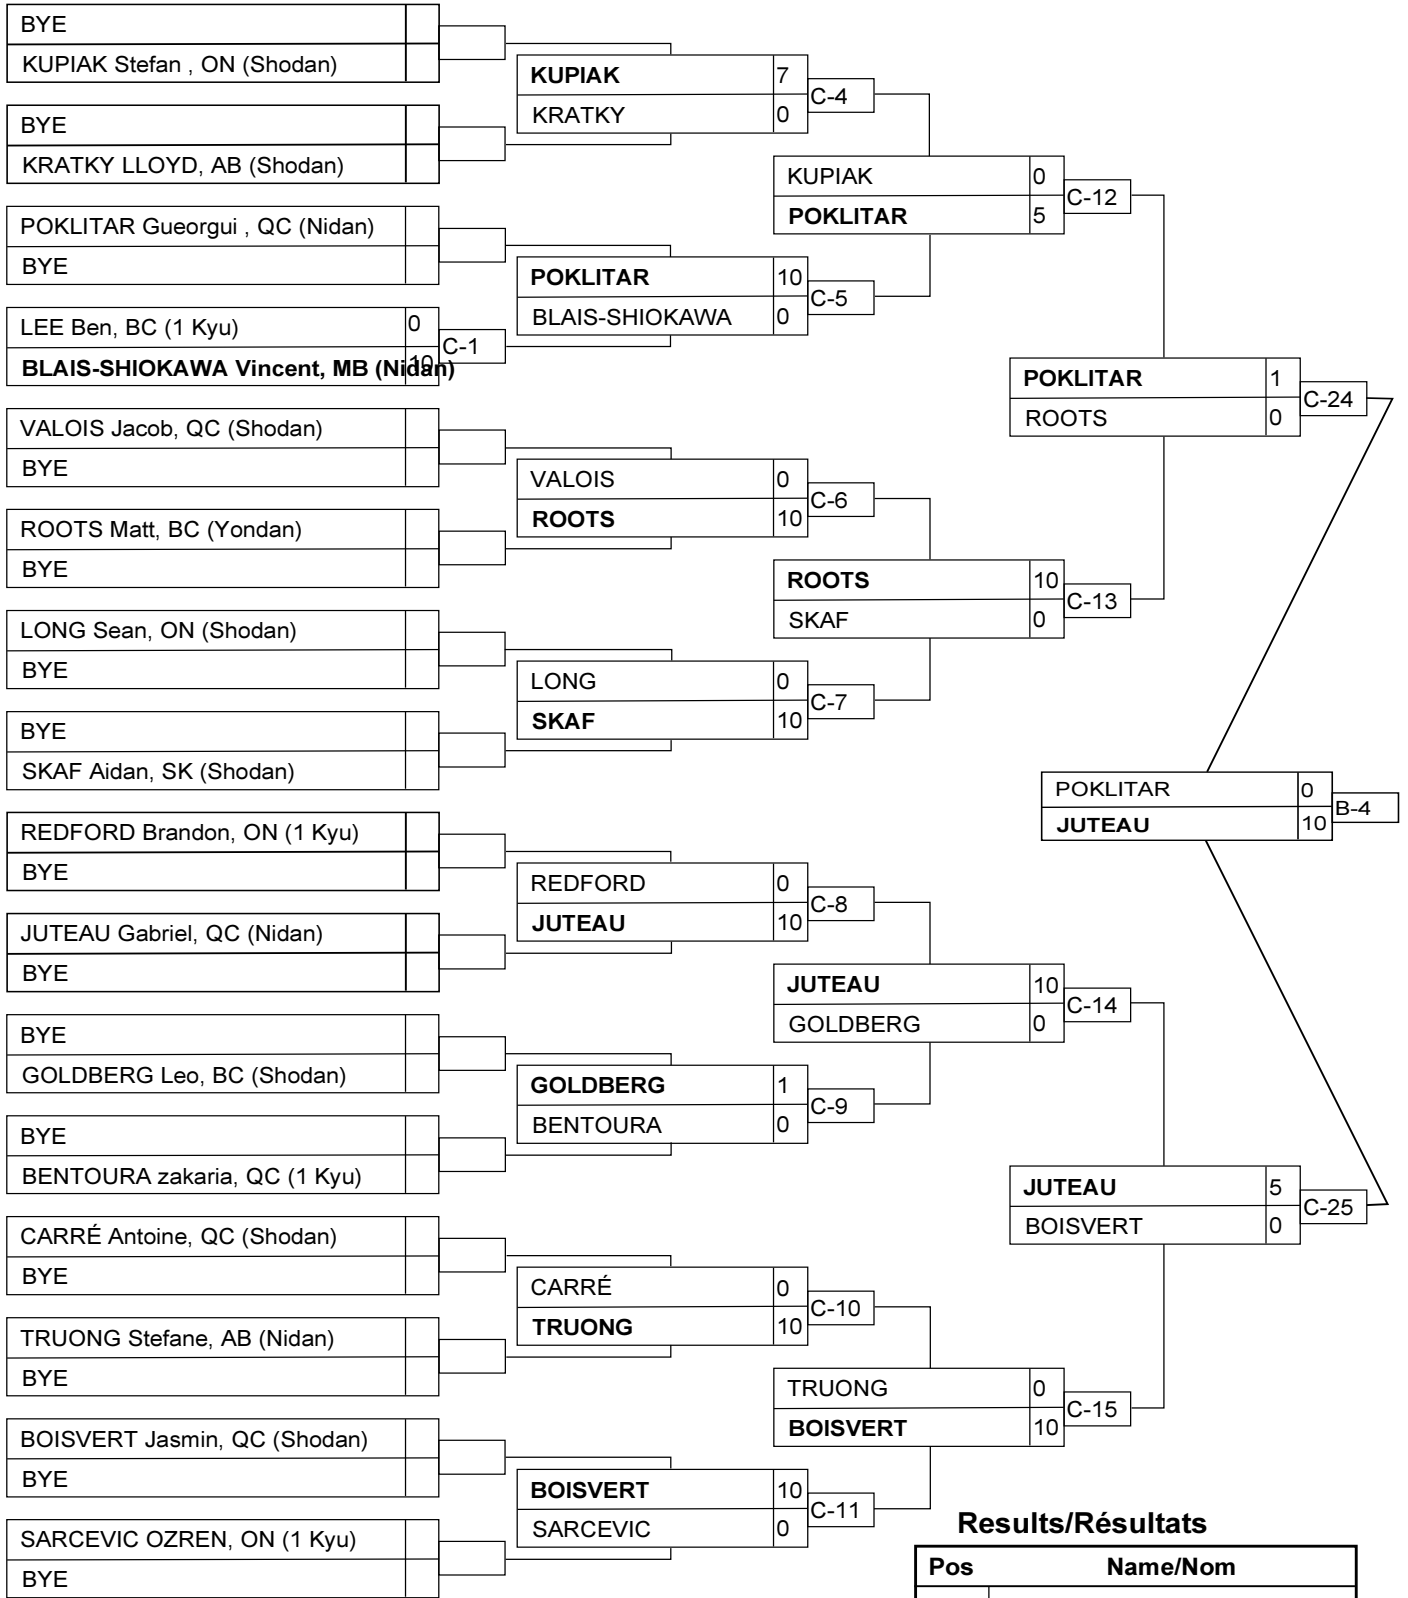 BYE
KUPIAK Stefan , ON (Shodan)
BYE
KRATKY LLOYD, AB (Shodan)
POKLITAR Gueorgui , QC (Nidan)
BYE
LEE Ben, BC (1 Kyu) 0
BLAIS-SHIOKAWA Vincent, MB (Nidan) 10
C-1
VALOIS Jacob, QC (Shodan)
BYE
ROOTS Matt, BC (Yondan)
BYE
LONG Sean, ON (Shodan)
BYE
BYE
SKAF Aidan, SK (Shodan)
REDFORD Brandon, ON (1 Kyu)
BYE
JUTEAU Gabriel, QC (Nidan)
BYE
BYE
GOLDBERG Leo, BC (Shodan)
BYE
BENTOURA zakaria, QC (1 Kyu)
CARRÉ Antoine, QC (Shodan)
BYE
TRUONG Stefane, AB (Nidan)
BYE
BOISVERT Jasmin, QC (Shodan)
BYE
SARCEVIC OZREN, ON (1 Kyu)
BYE
KUPIAK 7
KRATKY 0
C-4
POKLITAR 10
BLAIS-SHIOKAWA 0
C-5
VALOIS 0
ROOTS 10
C-6
LONG 0
SKAF 10
C-7
REDFORD 0
JUTEAU 10
C-8
GOLDBERG 1
BENTOURA 0
C-9
CARRÉ 0
TRUONG 10
C-10
BOISVERT 10
SARCEVIC 0
C-11
KUPIAK 0
POKLITAR 5
C-12
ROOTS 10
SKAF 0
C-13
JUTEAU 10
GOLDBERG 0
C-14
TRUONG 0
BOISVERT 10
C-15
POKLITAR 1
ROOTS 0
C-24
JUTEAU 5
BOISVERT 0
C-25
POKLITAR 0
JUTEAU 10
B-4
Results/Résultats
Pos Name/Nom